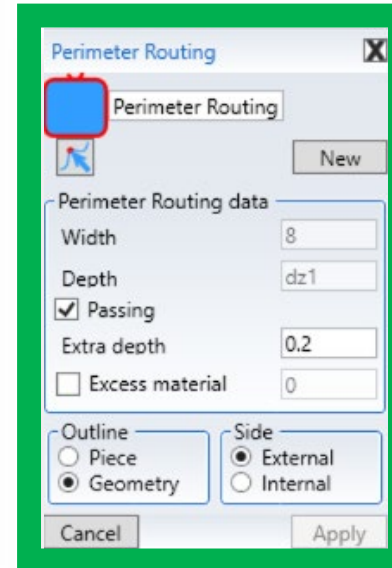 Perimeter Routing X
Perimeter Routing
New
Perimeter Routing data
Width 8
Depth dz1
Passing
Extra depth 0.2
Excess material 0
Outline Side
Piece External
Geometry Internal
Cancel Apply